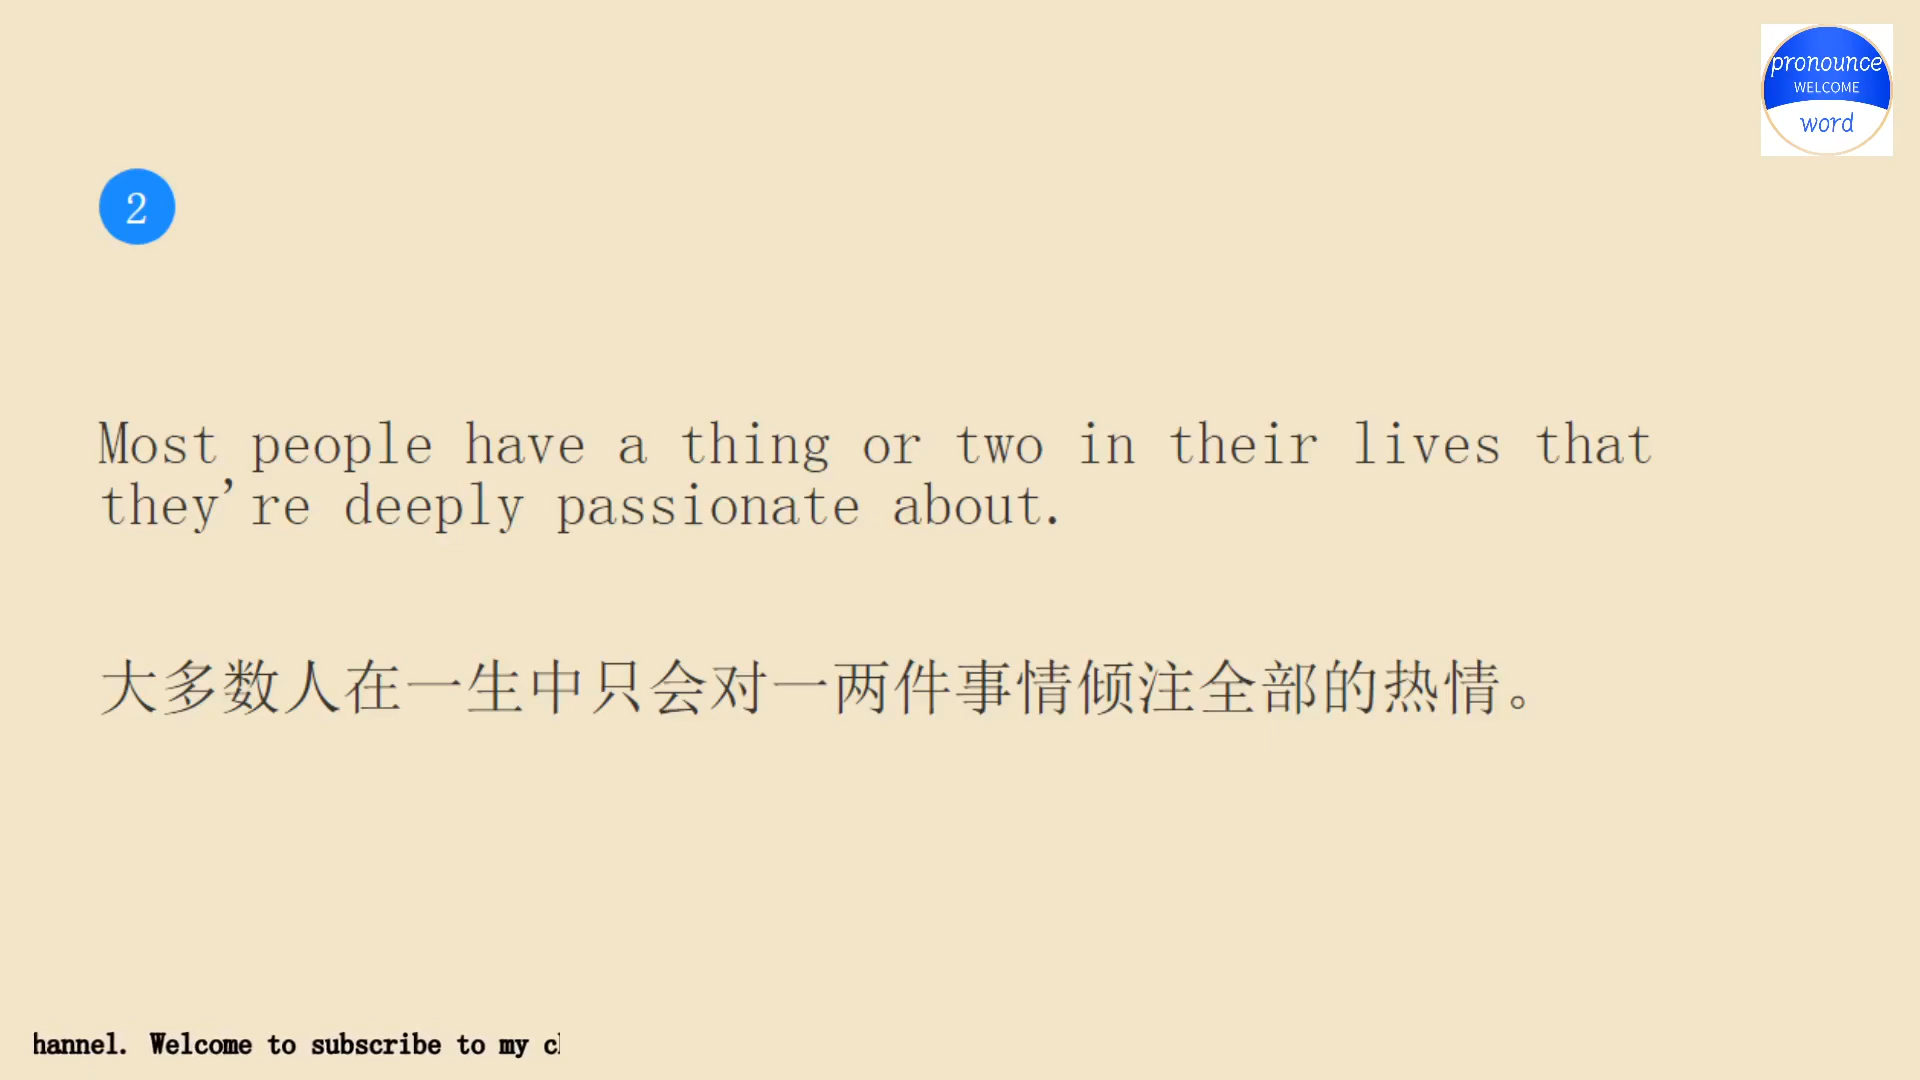 pronounce
WELCOME
word
2
Most people have a thing or two in their lives that
they're deeply passionate about.
大多数人在一生中只会对一两件事情倾注全部的热情。
hannel. Welcome to subscribe to my c